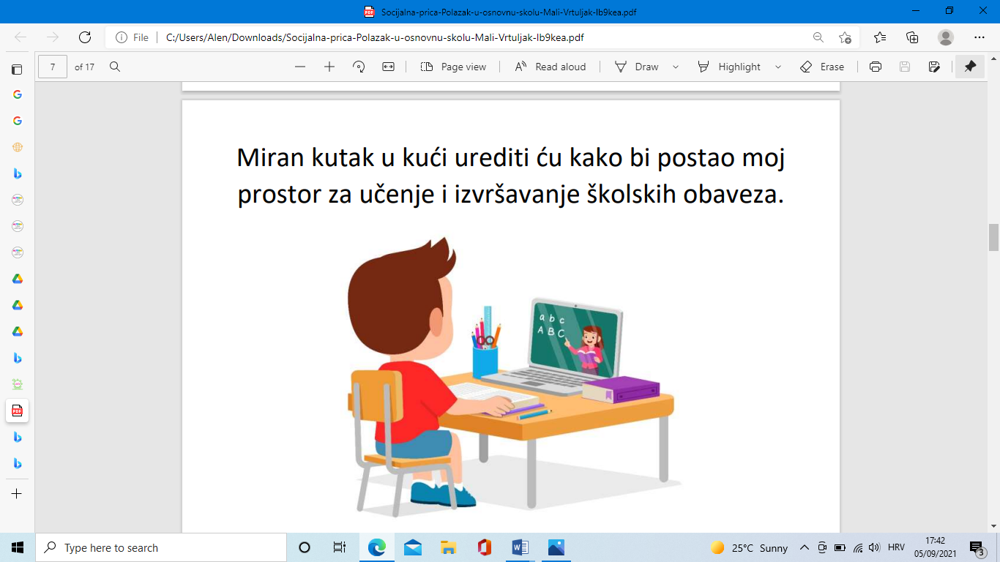 Socijalna-prica-Polazak-u-osnovnu-skolu-Mali-Vrtuljak-lb9kea.pdf
File C:/Users/Alen/Downloads/Socijalna-prica-Polazak-u-osnovnu-skolu-Mali-Vrtuljak-lb9kea.pdf
7 of 17 Page view Read aloud Draw Highlight Erase
Miran kutak u kući urediti ću kako bi postao moj
prostor za učenje i izvršavanje školskih obaveza.
a b c
A B C
PDF
Type here to search
25°C Sunny
HRV
17:42
05/09/2021
3